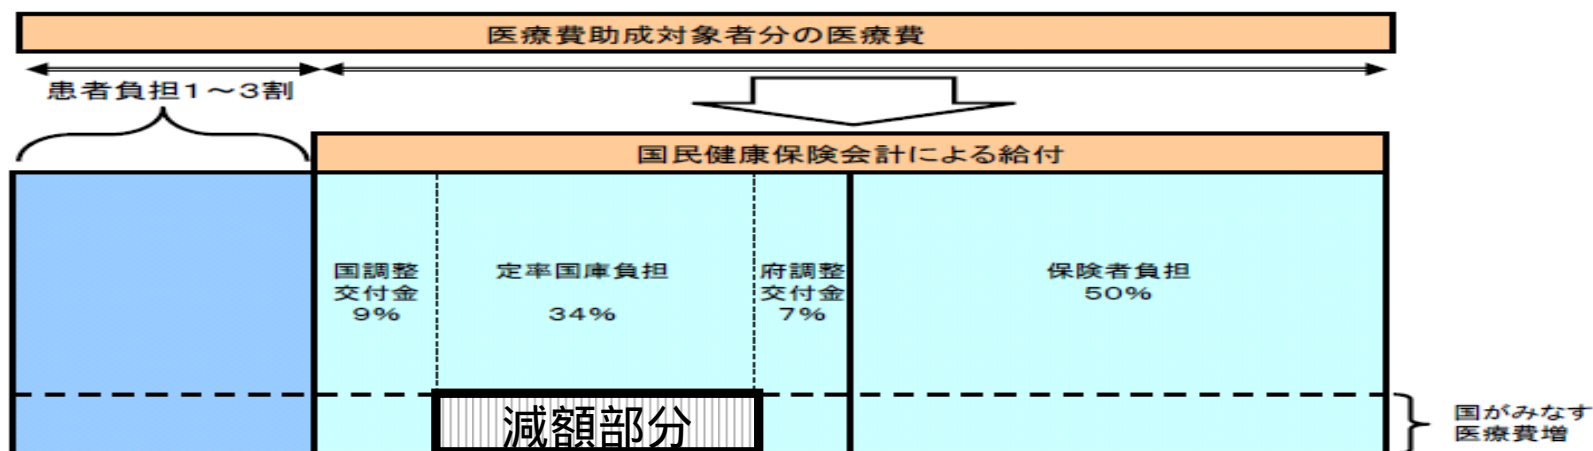 医療費助成対象者分の医療費
患者負担1～3割
国民健康保険会計による給付
国調整
交付金
9%
定率国庫負担
34%
府調整
交付金
7%
保険者負担
50%
減額部分
国がみなす
医療費増